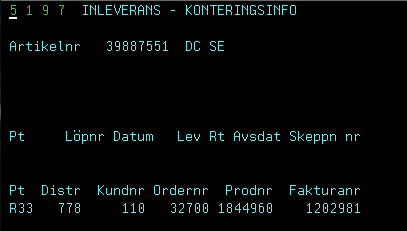 5 1 9 7 INLEVERANS - KONTERINGSINFO
Artikelnr 39887551 DC SE
Pt Löpnr Datum Lev Rt Avsdat Skeppn nr
Pt Distr Kundnr Ordernr Prodnr Fakturanr
R33 778 110 32700 1844960 1202981